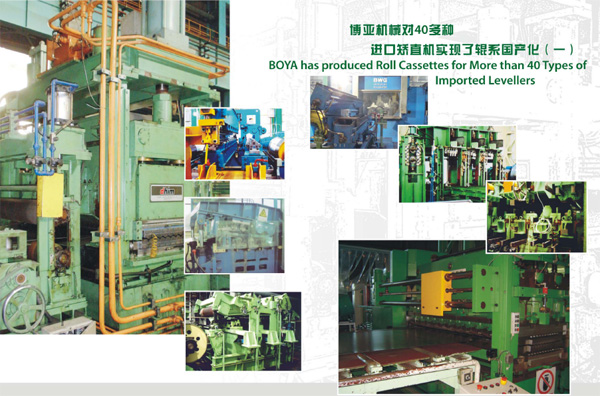 博亚机械对40多种
进口矫直机实现了辊系国产化（一）
BOYA has produced Roll Cassettes for More than 40 Types of
Imported Levellers
BWG